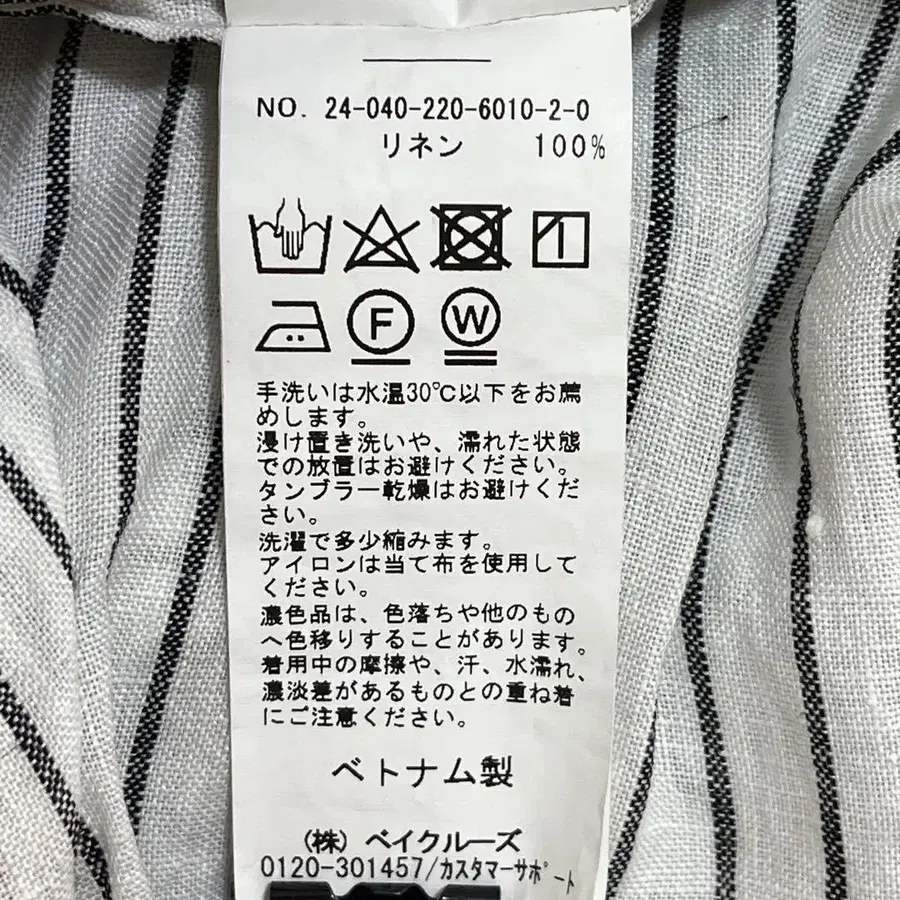 NO. 24-040-220-6010-2-0
リネン 100%
F W
手洗いは水温30℃以下をお薦
めします。
浸け置き洗いや、濡れた状態
での放置はお避けください。
タンブラー乾燥はお避けくだ
さい。
洗濯で多少縮みます。
アイロンは当て布を使用して
ください。
濃色品は、色落ちや他のもの
へ色移りすることがあります。
着用中の摩擦や、汗、水濡れ、
濃淡差があるものとの重ね着
にご注意ください。
ベトナム製
(株) ベイクルーズ
0120-301457/カスタマーサポート